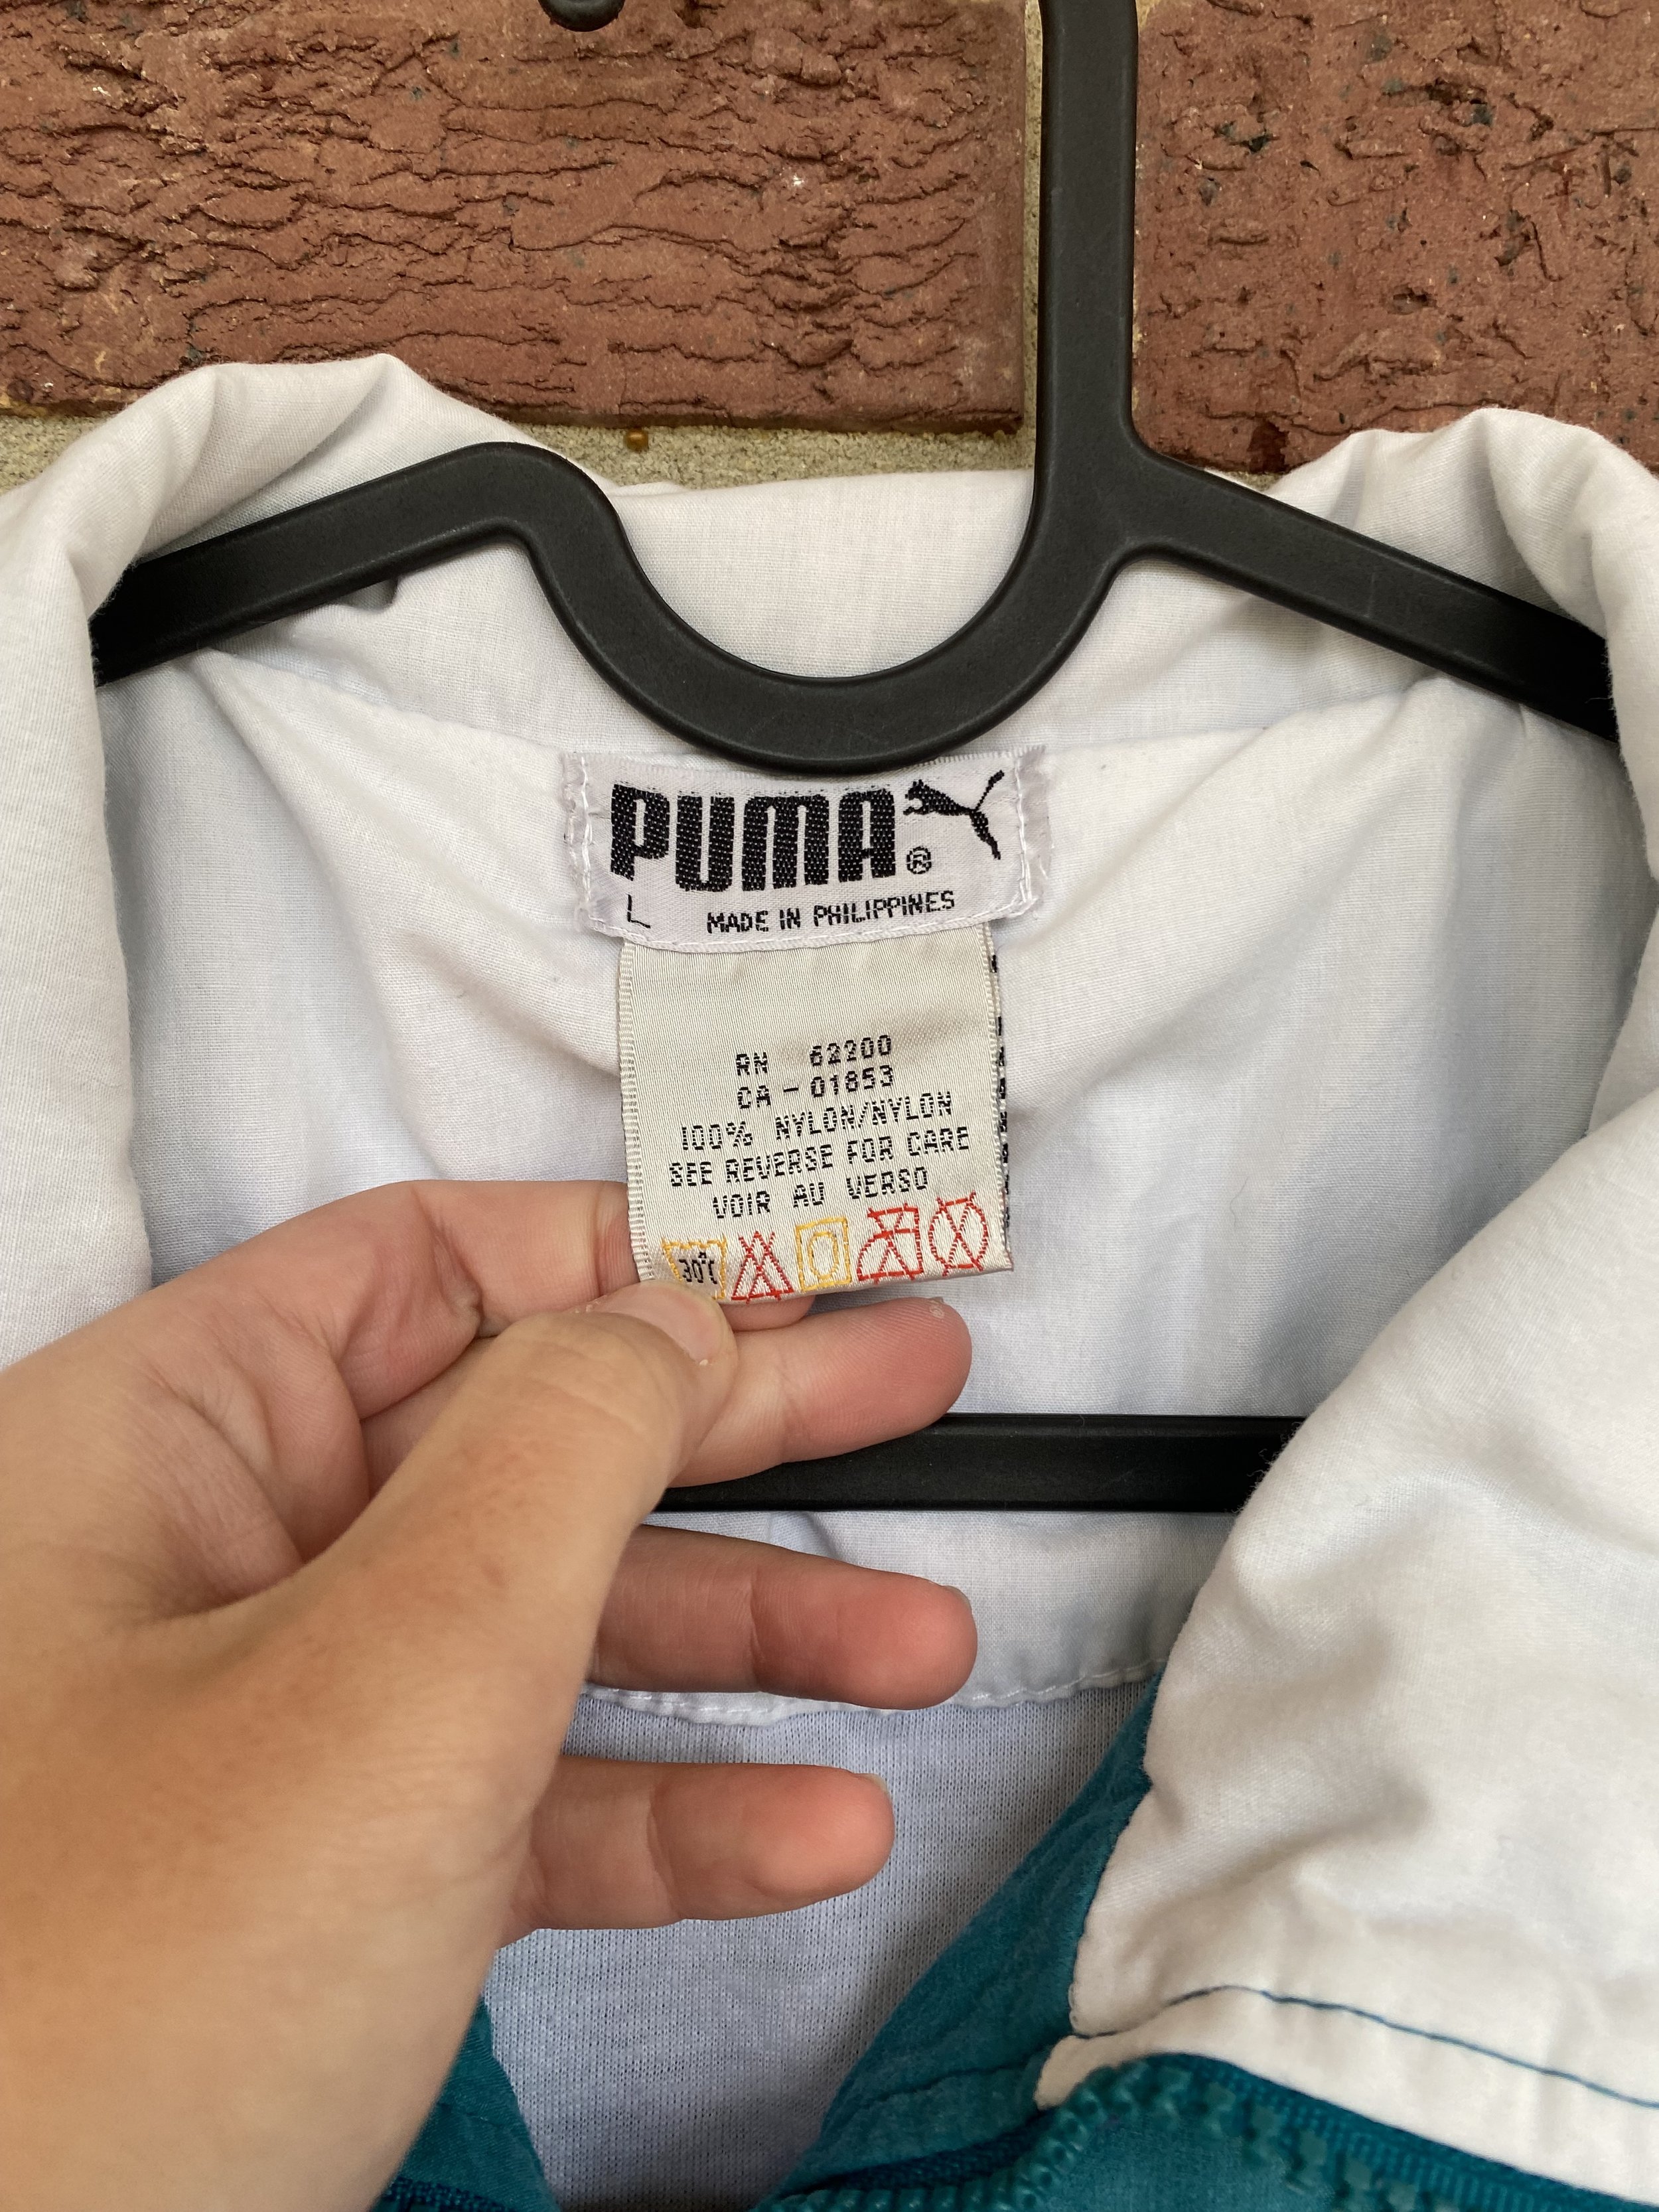 PUMA®
L MADE IN PHILIPPINES
RN 62200
CA - 01853
100% NYLON/NYLON
SEE REVERSE FOR CARE
VOIR AU VERSO
30°C